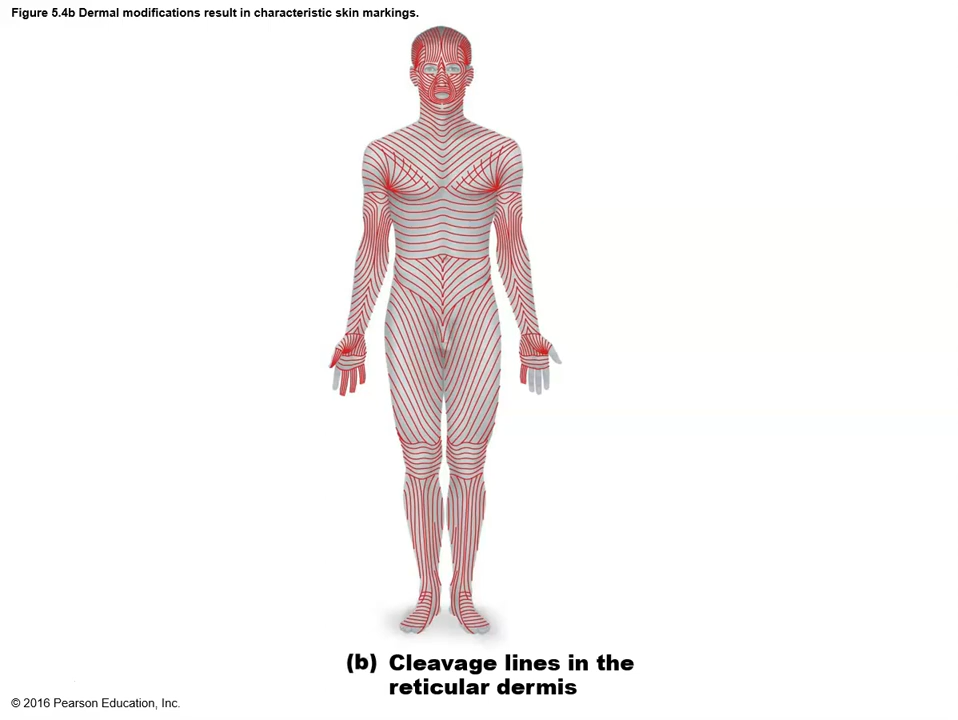 Figure 5.4b Dermal modifications result in characteristic skin markings.
(b) Cleavage lines in the
reticular dermis
© 2016 Pearson Education, Inc.